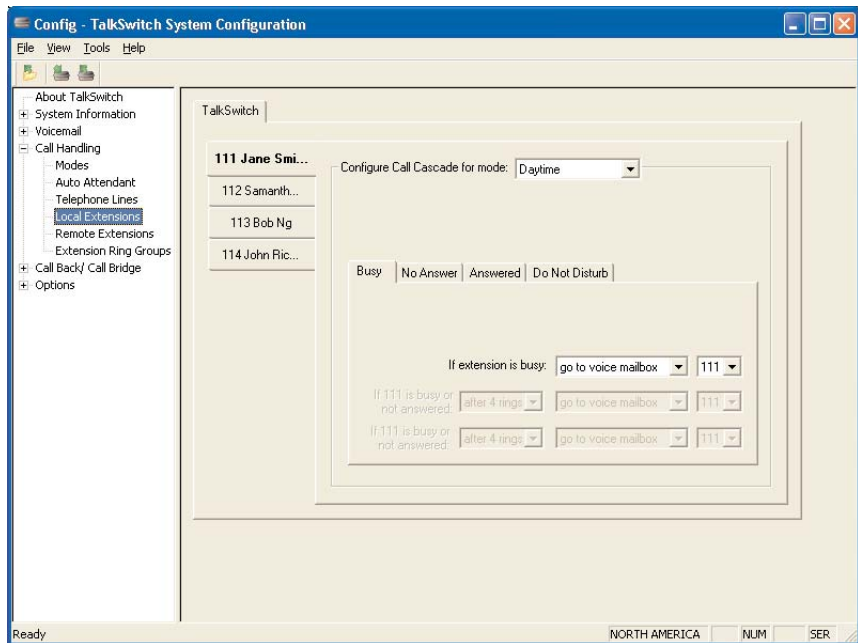 Config - TalkSwitch System Configuration
File View Tools Help
About TalkSwitch
System Information
Voicemail
Call Handling
Modes
Auto Attendant
Telephone Lines
Local Extensions
Remote Extensions
Extension Ring Groups
Call Back/ Call Bridge
Options
TalkSwitch
111 Jane Smi...
112 Samanth...
113 Bob Ng
114 John Ric...
Configure Call Cascade for mode: Daytime
Busy No Answer Answered Do Not Disturb
If extension is busy: go to voice mailbox 111
If 111 is busy or
not answered: after 4 rings go to voice mailbox 111
If 111 is busy or
not answered: after 4 rings go to voice mailbox 111
Ready NORTH AMERICA NUM SER